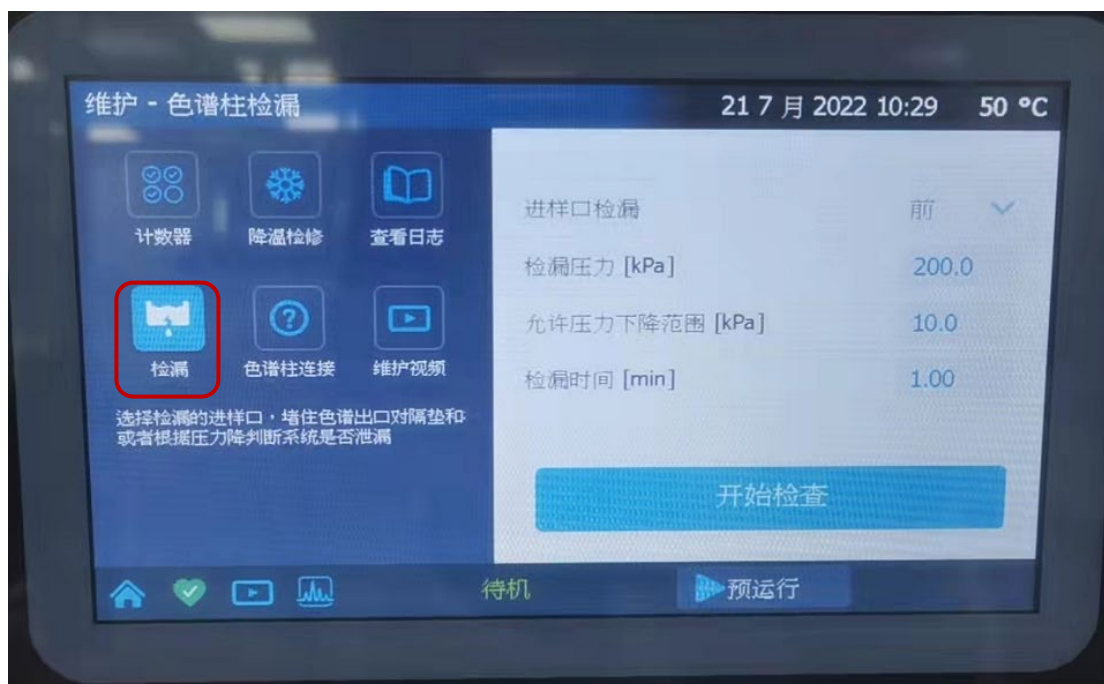 维护 - 色谱柱检漏
21 7 月 2022 10:29 50 °C
计数器 降温检修 查看日志
检漏 色谱柱连接 维护视频
选择检漏的进样口，堵住色谱出口对隔垫和
或者根据压力降判断系统是否泄漏
进样口检漏 前
检漏压力 [kPa] 200.0
允许压力下降范围 [kPa] 10.0
检漏时间 [min] 1.00
开始检查
待机
预运行